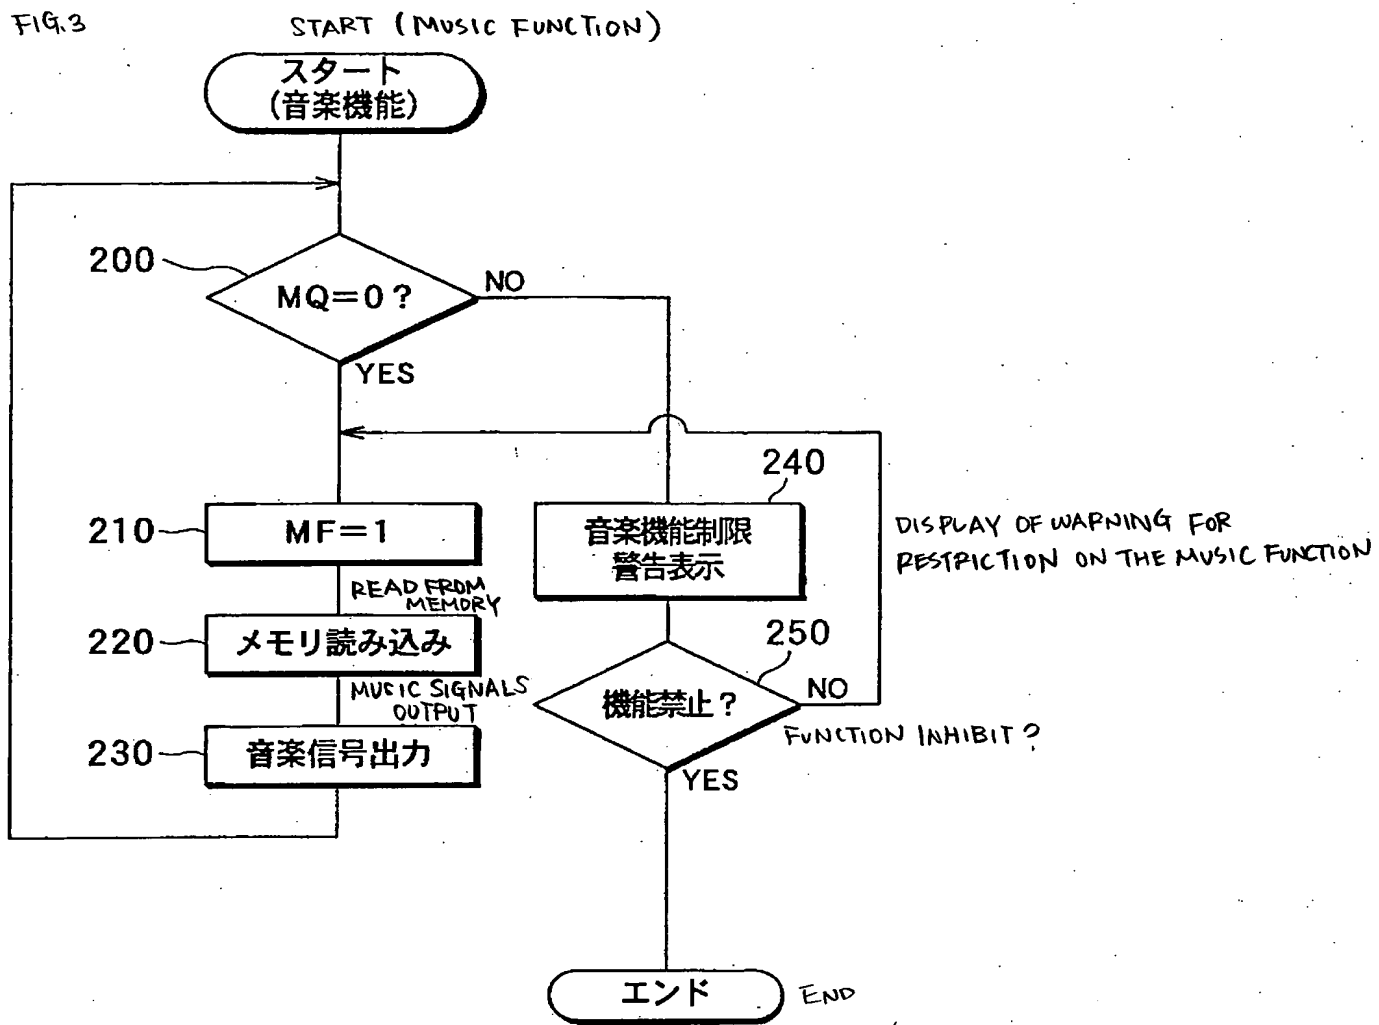 FIG.3
START (MUSIC FUNCTION)
スタート
(音楽機能)
200
MQ=0?
NO
YES
240
210
MF=1
音楽機能制限
警告表示
DISPLAY OF WARNING FOR
RESTRICTION ON THE MUSIC FUNCTION
READ FROM
MEMORY
220
メモリ読み込み
250
機能禁止?
NO
FUNCTION INHIBIT?
MUSIC SIGNALS
OUTPUT
230
音楽信号出力
YES
エンド
END